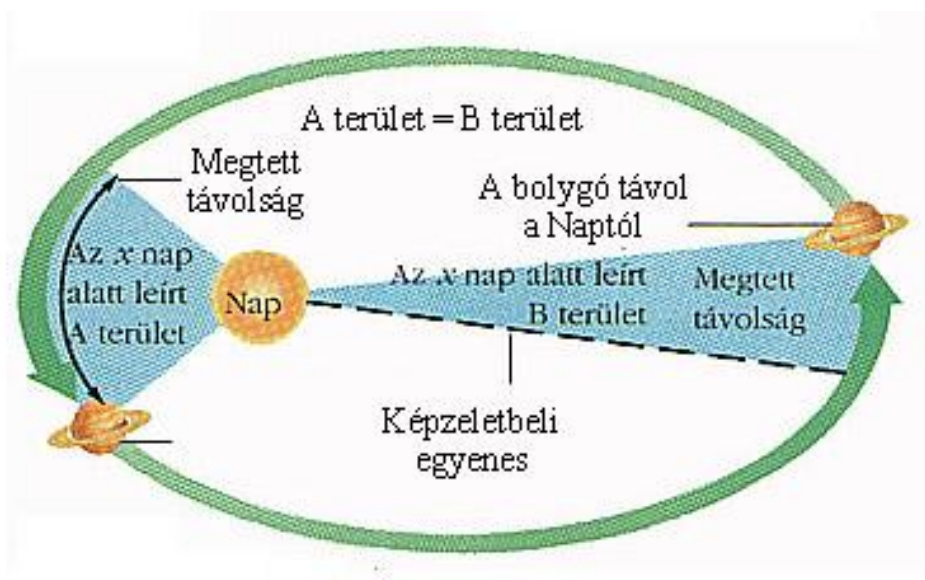 A terület = B terület
Megtett
távolság
A bolygó távol
a Naptól
Az x nap
alatt leírt
A terület
Nap
Az x nap alatt leírt
B terület
Megtett
távolság
Képzeletbeli
egyenes